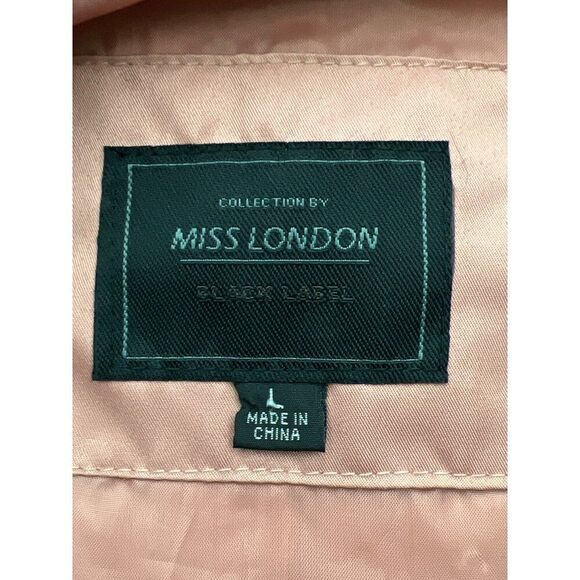 COLLECTION BY
MISS LONDON
BLACK LABEL
L
MADE IN
CHINA